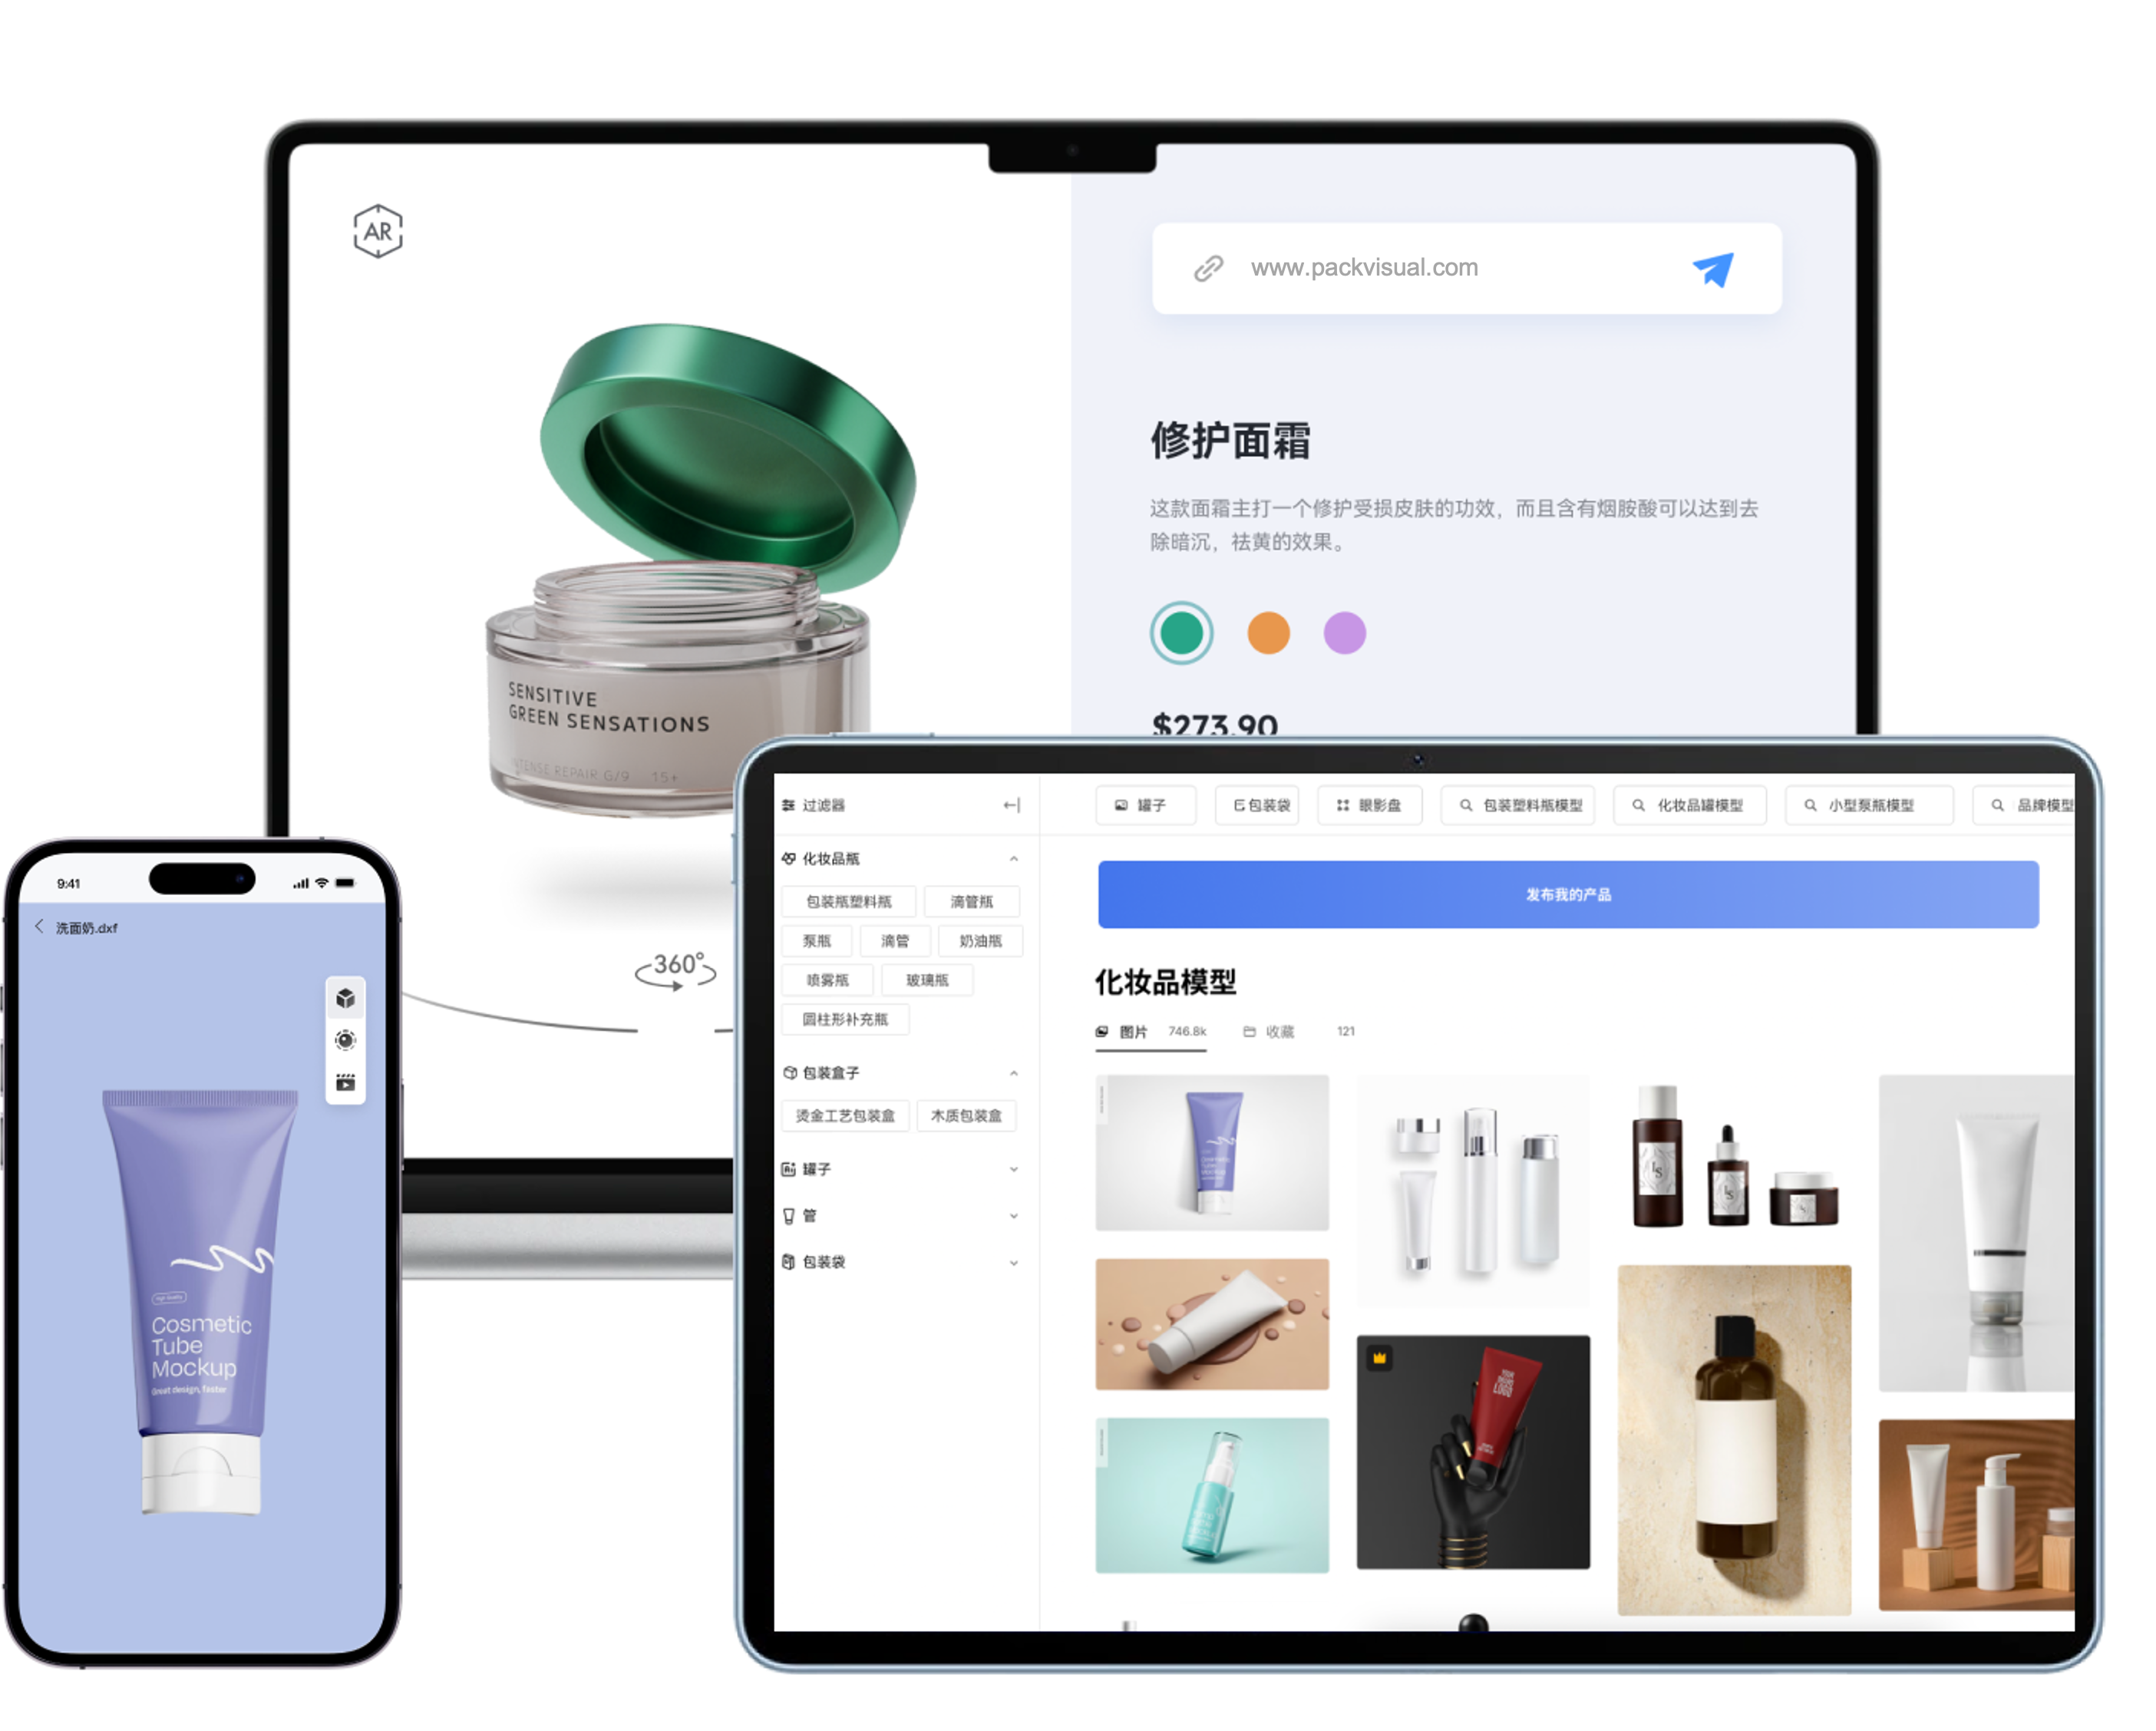 AR
www.packvisual.com
修护面霜
这款面霜主打一个修护受损皮肤的功效，而且含有烟胺酸可以达到去
除暗沉，祛黄的效果。
$273.90
SENSITIVE
GREEN SENSATIONS
INTENSE REPAIR G/9 15+
360°
9:41
洗面奶.dxf
High Quality
Cosmetic
Tube
Mockup
Great design, faster
过滤器
化妆品瓶
包装瓶塑料瓶 滴管瓶
泵瓶 滴管 奶油瓶
喷雾瓶 玻璃瓶
圆柱形补充瓶
包装盒子
烫金工艺包装盒 木质包装盒
罐子
管
包装袋
罐子 包装袋 眼影盘 包装塑料瓶模型 化妆品罐模型 小型泵瓶模型 品牌模型
发布我的产品
化妆品模型
图片 746.8k 收藏 121
Cosmetic
Tube
Mockup
LS
LS
YOUR
LOGO